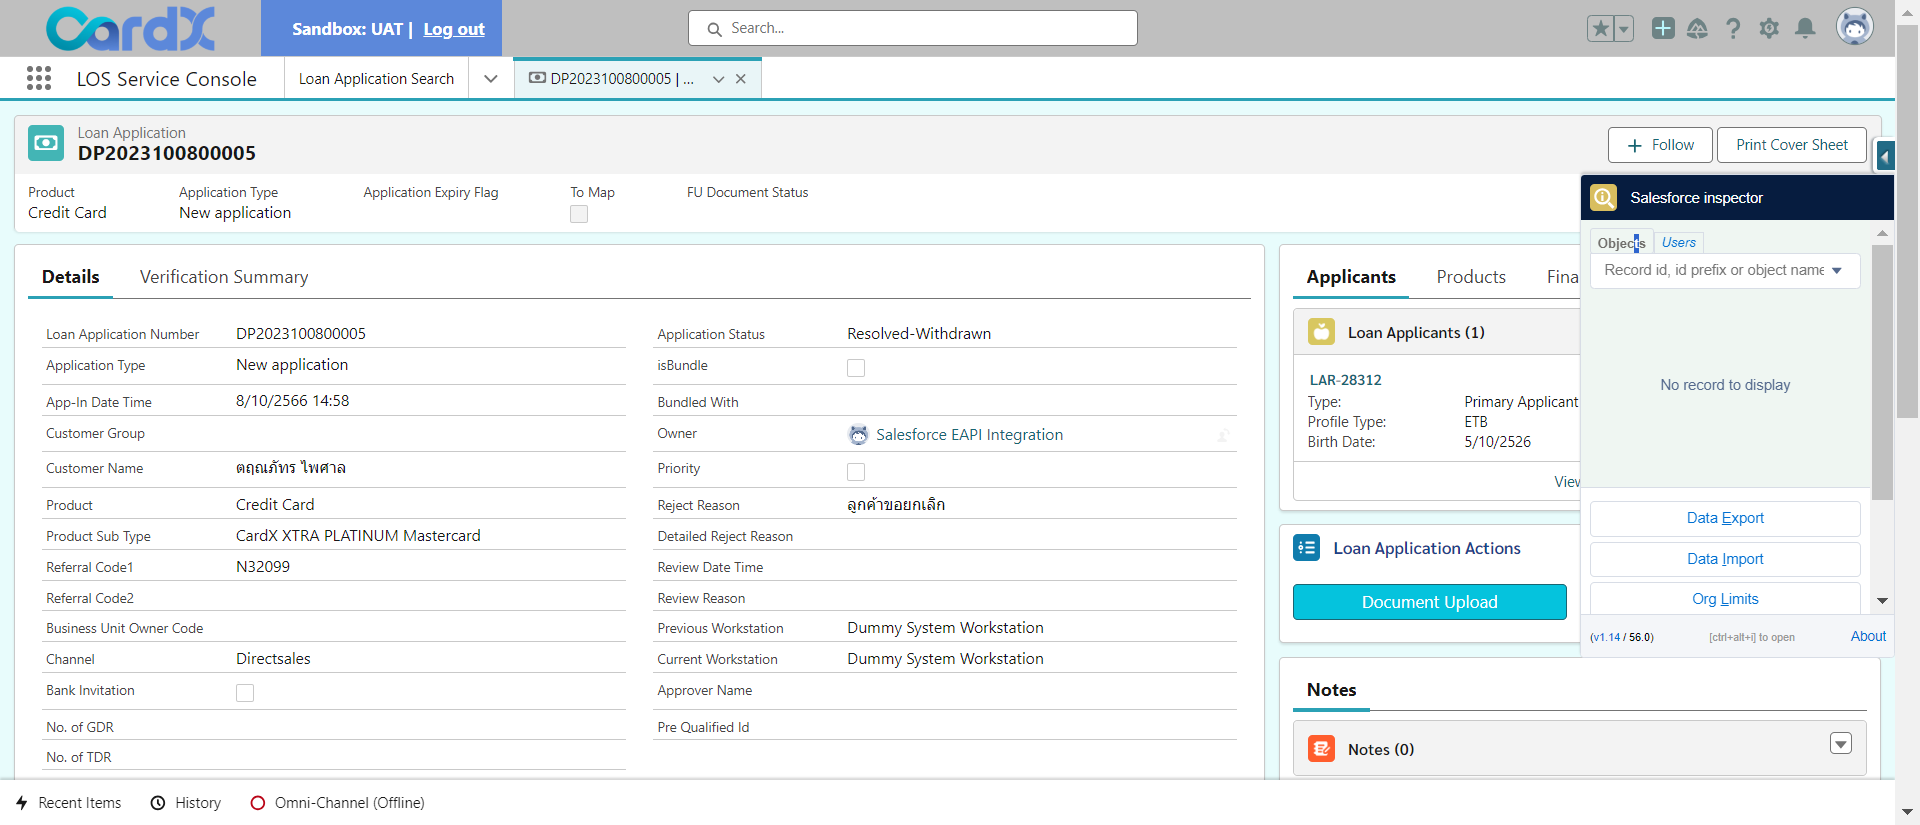 CardX
Sandbox: UAT | Log out
Search...
LOS Service Console
Loan Application Search
DP2023100800005 | ...
Loan Application
DP2023100800005
Follow
Print Cover Sheet
Product
Application Type
Application Expiry Flag
To Map
FU Document Status
Credit Card
New application
Salesforce inspector
Objects
Users
Record id, id prefix or object name
No record to display
Data Export
Data Import
Org Limits
(v1.14 / 56.0)
[ctrl+alt+i] to open
About
Details
Verification Summary
Loan Application Number
DP2023100800005
Application Type
New application
App-In Date Time
8/10/2566 14:58
Customer Group
Customer Name
ตฤณภัทร ไพศาล
Product
Credit Card
Product Sub Type
CardX XTRA PLATINUM Mastercard
Referral Code1
N32099
Referral Code2
Business Unit Owner Code
Channel
Directsales
Bank Invitation
No. of GDR
No. of TDR
Application Status
Resolved-Withdrawn
isBundle
Bundled With
Owner
Salesforce EAPI Integration
Priority
Reject Reason
ลูกค้าขอยกเลิก
Detailed Reject Reason
Review Date Time
Review Reason
Previous Workstation
Dummy System Workstation
Current Workstation
Dummy System Workstation
Approver Name
Pre Qualified Id
Applicants
Products
Fina
Loan Applicants (1)
LAR-28312
Type:
Primary Applicant
Profile Type:
ETB
Birth Date:
5/10/2526
View
Loan Application Actions
Document Upload
Notes
Notes (0)
Recent Items
History
Omni-Channel (Offline)